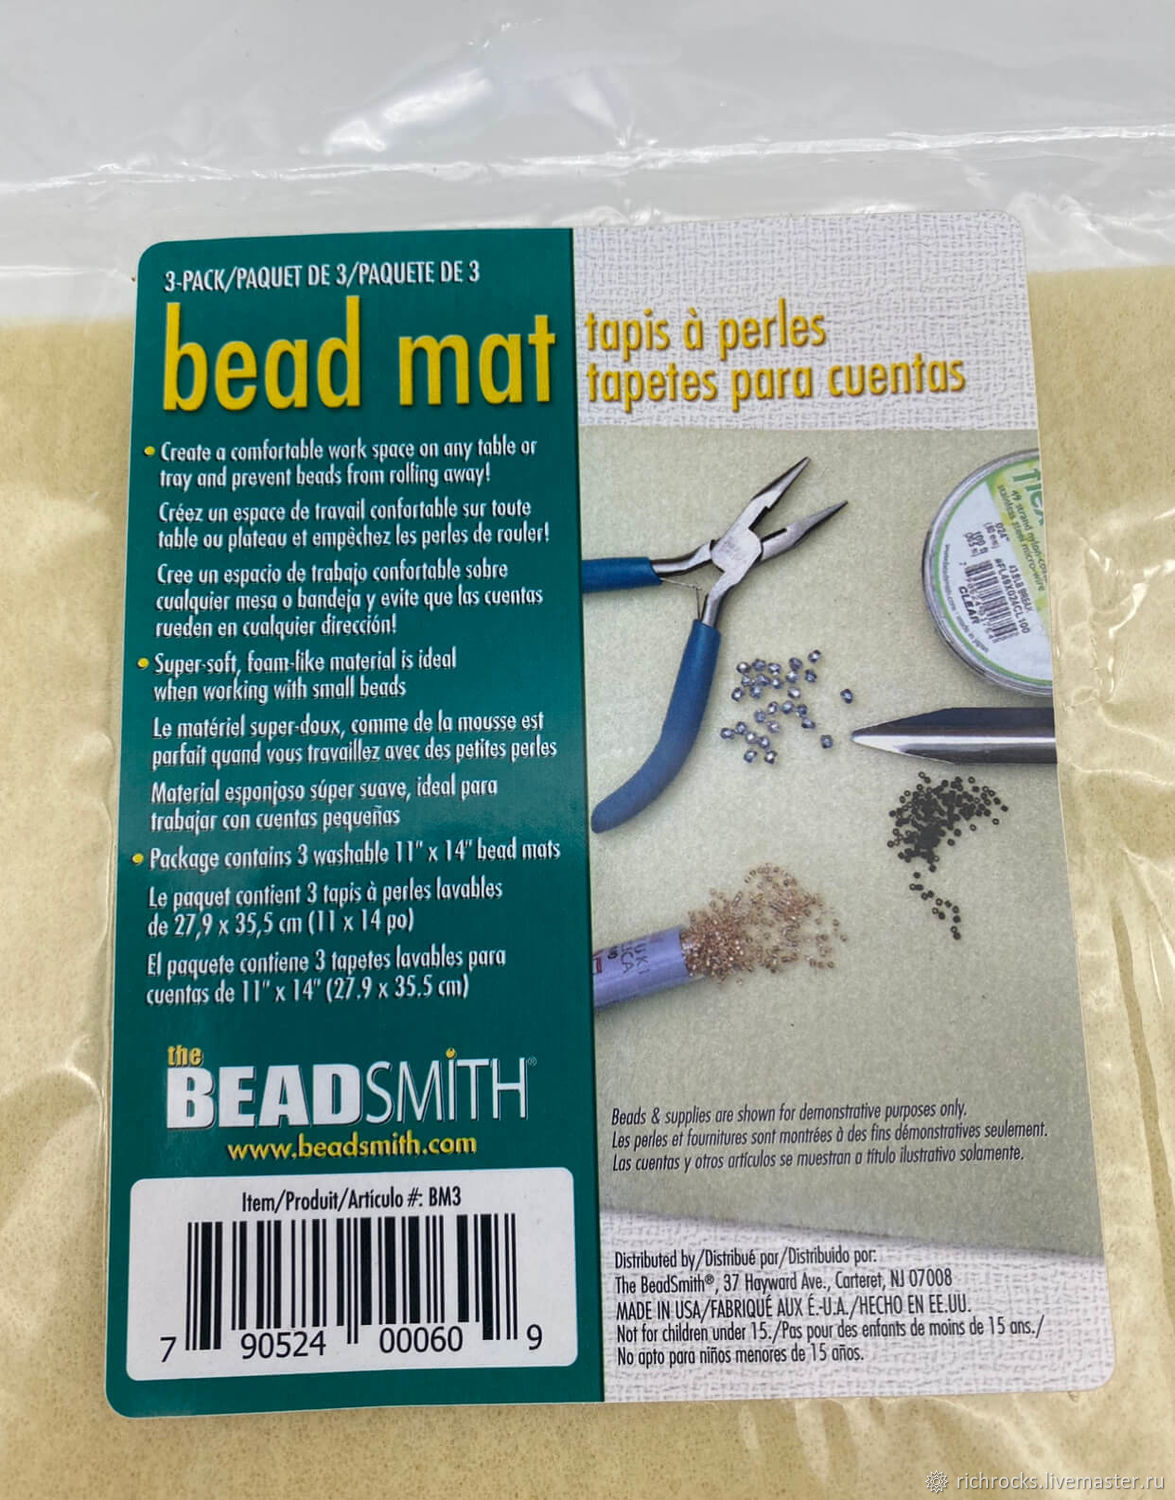 3-PACK/PAQUET DE 3/PAQUETE DE 3
bead mat
tapis à perles
tapetes para cuentas
• Create a comfortable work space on any table or
tray and prevent beads from rolling away!
Créez un espace de travail confortable sur toute
table ou plateau et empêchez les perles de rouler!
Cree un espacio de trabajo confortable sobre
cualquier mesa o bandeja y evite que las cuentas
rueden en cualquier dirección!
• Super-soft, foam-like material is ideal
when working with small beads
Le matériel super-doux, comme de la mousse est
parfait quand vous travaillez avec des petites perles
Material esponjoso súper suave, ideal para
trabajar con cuentas pequeñas
• Package contains 3 washable 11" x 14" bead mats
Le paquet contient 3 tapis à perles lavables
de 27,9 x 35,5 cm (11 x 14 po)
El paquete contiene 3 tapetes lavables para
cuentas de 11" x 14" (27.9 x 35.5 cm)
the
BEADSMITH®
www.beadsmith.com
Item/Produit/Artículo #: BM3
7 90524 00060 9
.024"
100 ft
#FL49X024CL100
CLEAR
Beads & supplies are shown for demonstrative purposes only.
Les perles et fournitures sont montrées à des fins démonstratives seulement.
Las cuentas y otros artículos se muestran a título ilustrativo solamente.
Distributed by/Distribué par/Distribuido por:
The BeadSmith®, 37 Hayward Ave., Carteret, NJ 07008
MADE IN USA/FABRIQUÉ AUX É.-U.A./HECHO EN EE.UU.
Not for children under 15./Pas pour des enfants de moins de 15 ans./
No apto para niños menores de 15 años.
richrocks.livemaster.ru